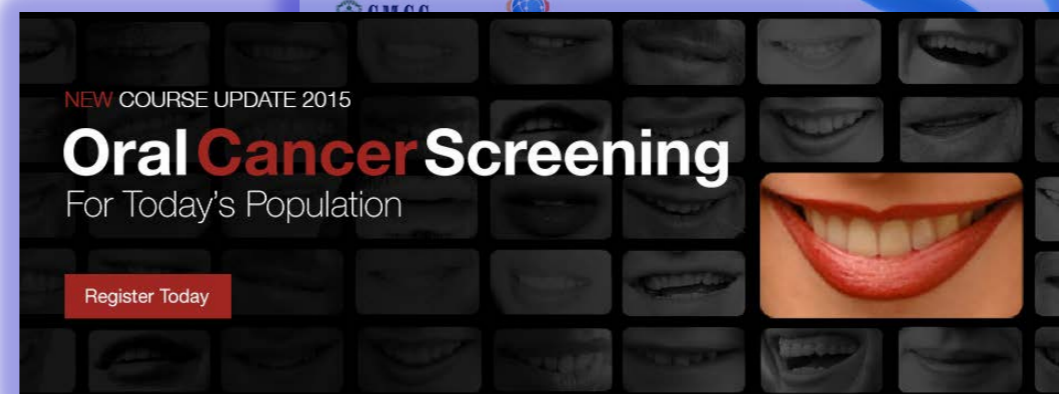 NEW COURSE UPDATE 2015
Oral Cancer Screening
For Today's Population
Register Today